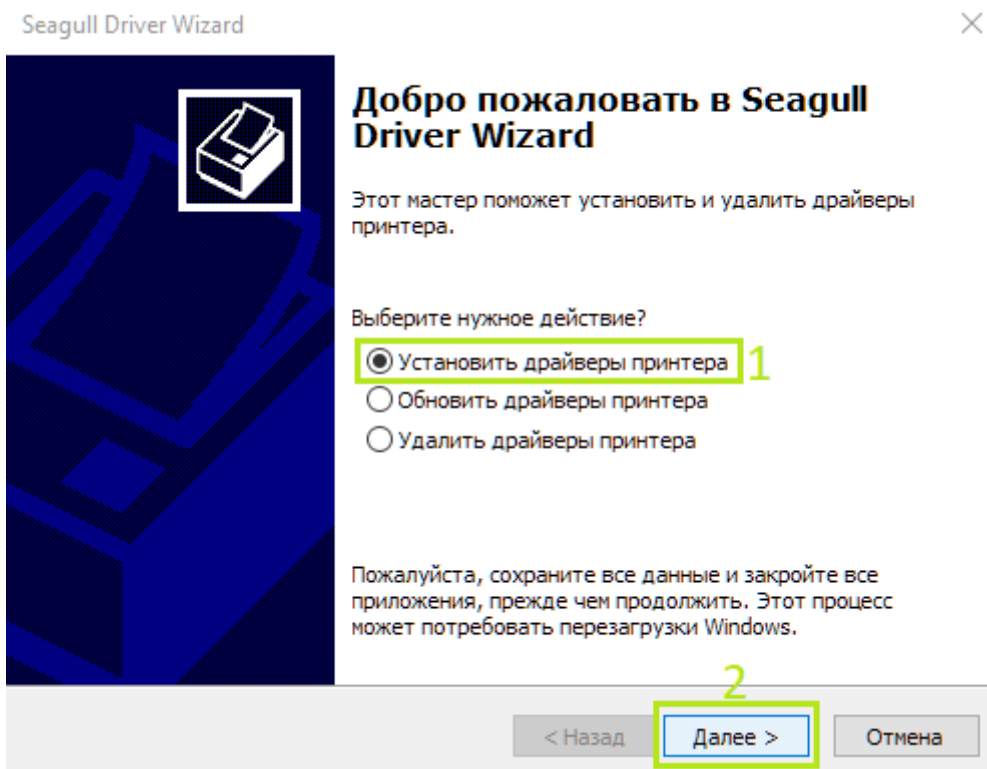 Seagull Driver Wizard
Добро пожаловать в Seagull
Driver Wizard
Этот мастер поможет установить и удалить драйверы
принтера.
Выберите нужное действие?
Установить драйверы принтера 1
Обновить драйверы принтера
Удалить драйверы принтера
Пожалуйста, сохраните все данные и закройте все
приложения, прежде чем продолжить. Этот процесс
может потребовать перезагрузки Windows.
2
< Назад Далее > Отмена